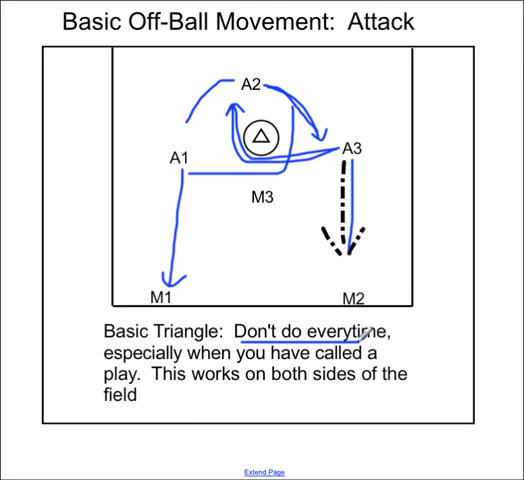 Basic Off-Ball Movement:  Attack
A2
A1
A3
M3
M1
M2
Basic Triangle:  Don't do everytime,
especially when you have called a
play.  This works on both sides of the
field
Extend Page